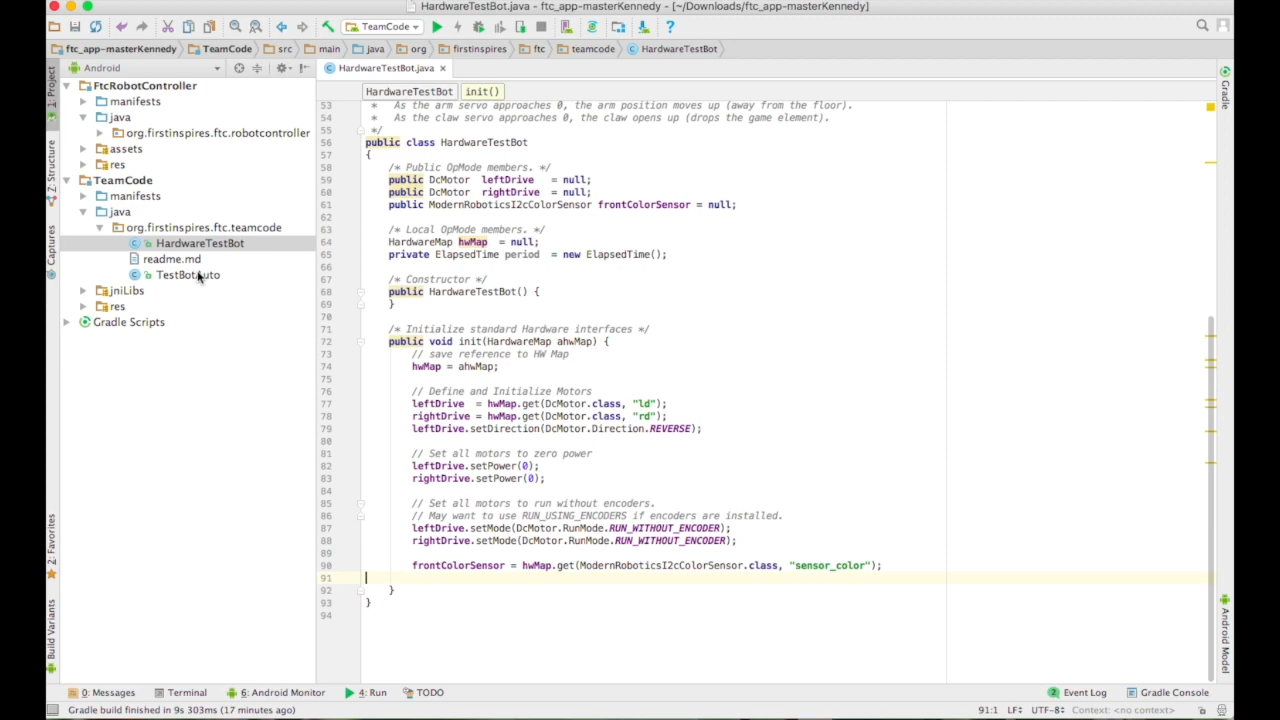 HardwareTestBot.java - ftc_app-masterKennedy - [~/Downloads/ftc_app-masterKennedy]
TeamCode
ftc_app-masterKennedy TeamCode src main java org firstinspires ftc teamcode HardwareTestBot
Android
HardwareTestBot.java
HardwareTestBot init()
1: Project
Z: Structure
Captures
2: Favorites
Build Variants
FtcRobotController
manifests
java
org.firstinspires.ftc.robotcontroller
assets
res
TeamCode
manifests
java
org.firstinspires.ftc.teamcode
HardwareTestBot
readme.md
jniLibs
res
Gradle Scripts
53 * As the arm servo approaches 0, the arm position moves up (away from the floor).
54 * As the claw servo approaches 0, the claw opens up (drops the game element).
55 */
56 public class HardwareTestBot
57 {
58 /* Public OpMode members. */
59 public DcMotor leftDrive = null;
60 public DcMotor rightDrive = null;
61 public ModernRoboticsI2cColorSensor frontColorSensor = null;
62
63 /* Local OpMode members. */
64 HardwareMap hwMap = null;
65 private ElapsedTime period = new ElapsedTime();
66
67 /* Constructor */
68 public HardwareTestBot() {
69 }
70
71 /* Initialize standard Hardware interfaces */
72 public void init(HardwareMap ahwMap) {
73 // save reference to HW Map
74 hwMap = ahwMap;
75
76 // Define and Initialize Motors
77 leftDrive = hwMap.get(DcMotor.class, "ld");
78 rightDrive = hwMap.get(DcMotor.class, "rd");
79 leftDrive.setDirection(DcMotor.Direction.REVERSE);
80
81 // Set all motors to zero power
82 leftDrive.setPower(0);
83 rightDrive.setPower(0);
84
85 // Set all motors to run without encoders.
86 // May want to use RUN_USING_ENCODERS if encoders are installed.
87 leftDrive.setMode(DcMotor.RunMode.RUN_WITHOUT_ENCODER);
88 rightDrive.setMode(DcMotor.RunMode.RUN_WITHOUT_ENCODER);
89
90 frontColorSensor = hwMap.get(ModernRoboticsI2cColorSensor.class, "sensor_color");
91
92 }
93 }
94
Gradle
Android Model
0: Messages Terminal 6: Android Monitor 4: Run TODO 2 Event Log Gradle Console
Gradle build finished in 9s 303ms (17 minutes ago) 91:1 LF UTF-8 Context: <no context>